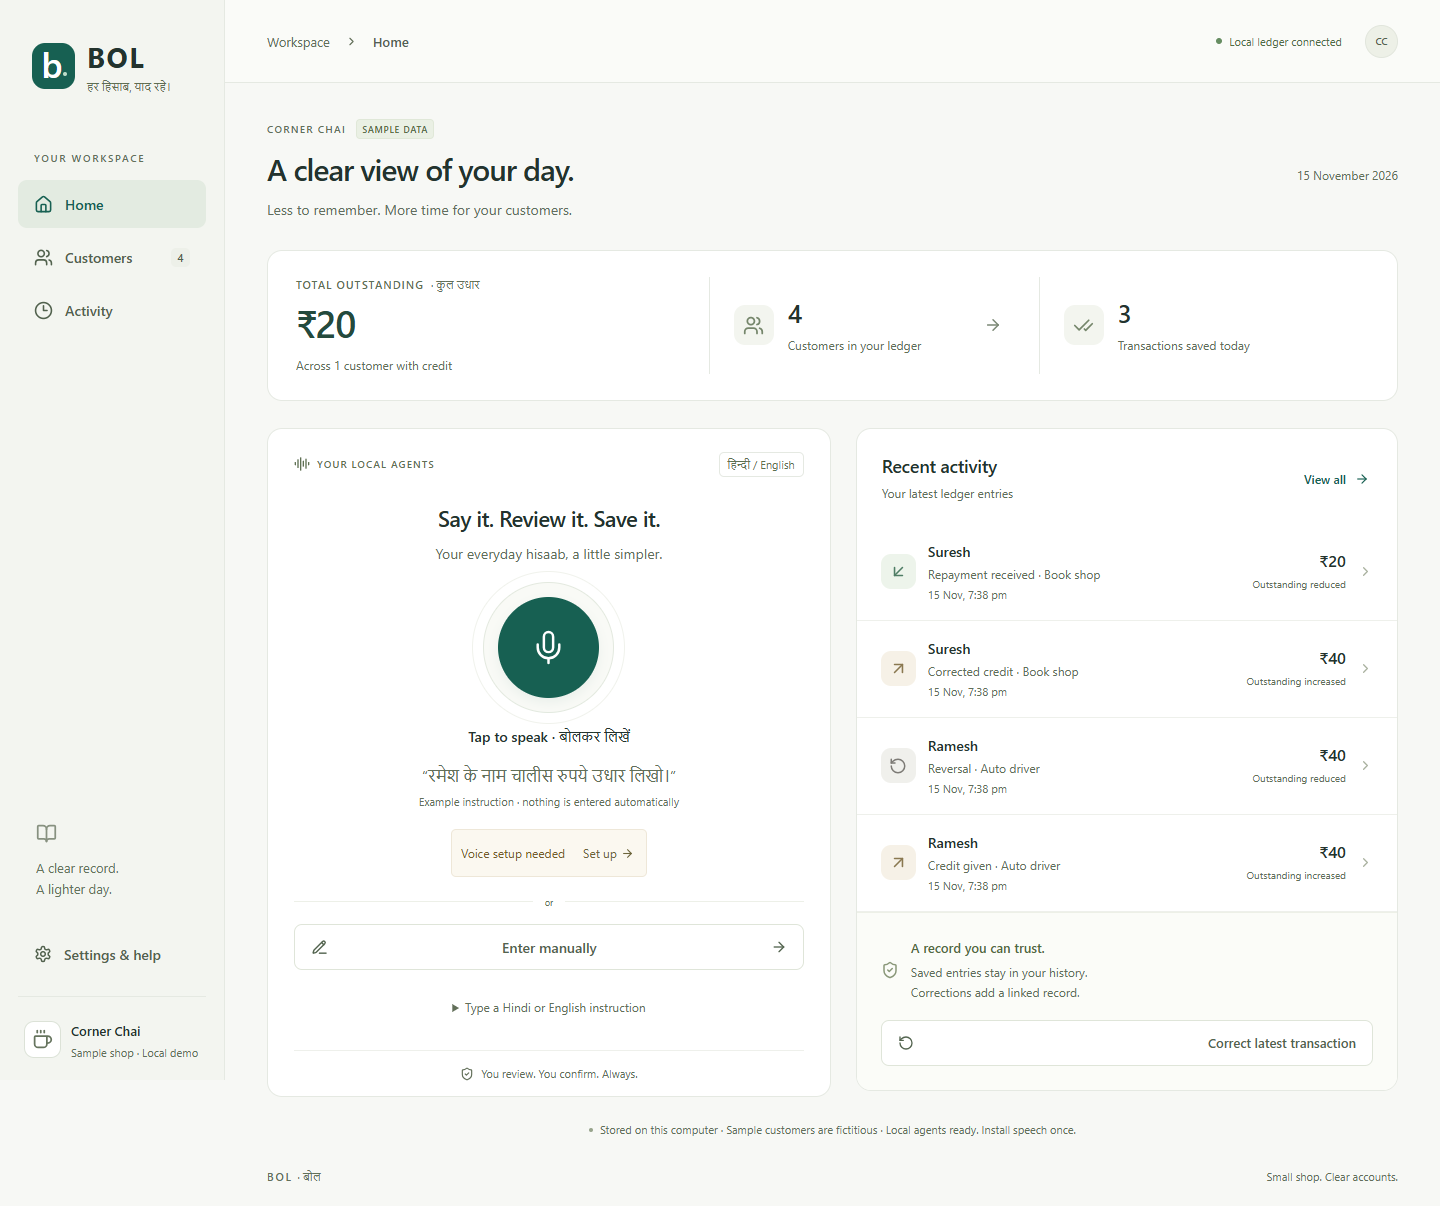 b.
BOL
हर हिसाब, याद रहे।
YOUR WORKSPACE
Home
Customers 4
Activity
A clear record.
A lighter day.
Settings & help
Corner Chai
Sample shop · Local demo
Workspace > Home
Local ledger connected
CC
CORNER CHAI SAMPLE DATA
A clear view of your day.
15 November 2026
Less to remember. More time for your customers.
TOTAL OUTSTANDING · कुल उधार
₹20
Across 1 customer with credit
4
Customers in your ledger
3
Transactions saved today
YOUR LOCAL AGENTS
हिन्दी / English
Say it. Review it. Save it.
Your everyday hisaab, a little simpler.
Tap to speak · बोलकर लिखें
“रमेश के नाम चालीस रुपये उधार लिखो।”
Example instruction · nothing is entered automatically
Voice setup needed Set up →
or
Enter manually
Type a Hindi or English instruction
You review. You confirm. Always.
Recent activity
Your latest ledger entries
View all
Suresh
Repayment received · Book shop
15 Nov, 7:38 pm
₹20
Outstanding reduced
Suresh
Corrected credit · Book shop
15 Nov, 7:38 pm
₹40
Outstanding increased
Ramesh
Reversal · Auto driver
15 Nov, 7:38 pm
₹40
Outstanding reduced
Ramesh
Credit given · Auto driver
15 Nov, 7:38 pm
₹40
Outstanding increased
A record you can trust.
Saved entries stay in your history.
Corrections add a linked record.
Correct latest transaction
Stored on this computer · Sample customers are fictitious · Local agents ready. Install speech once.
BOL · बोल
Small shop. Clear accounts.